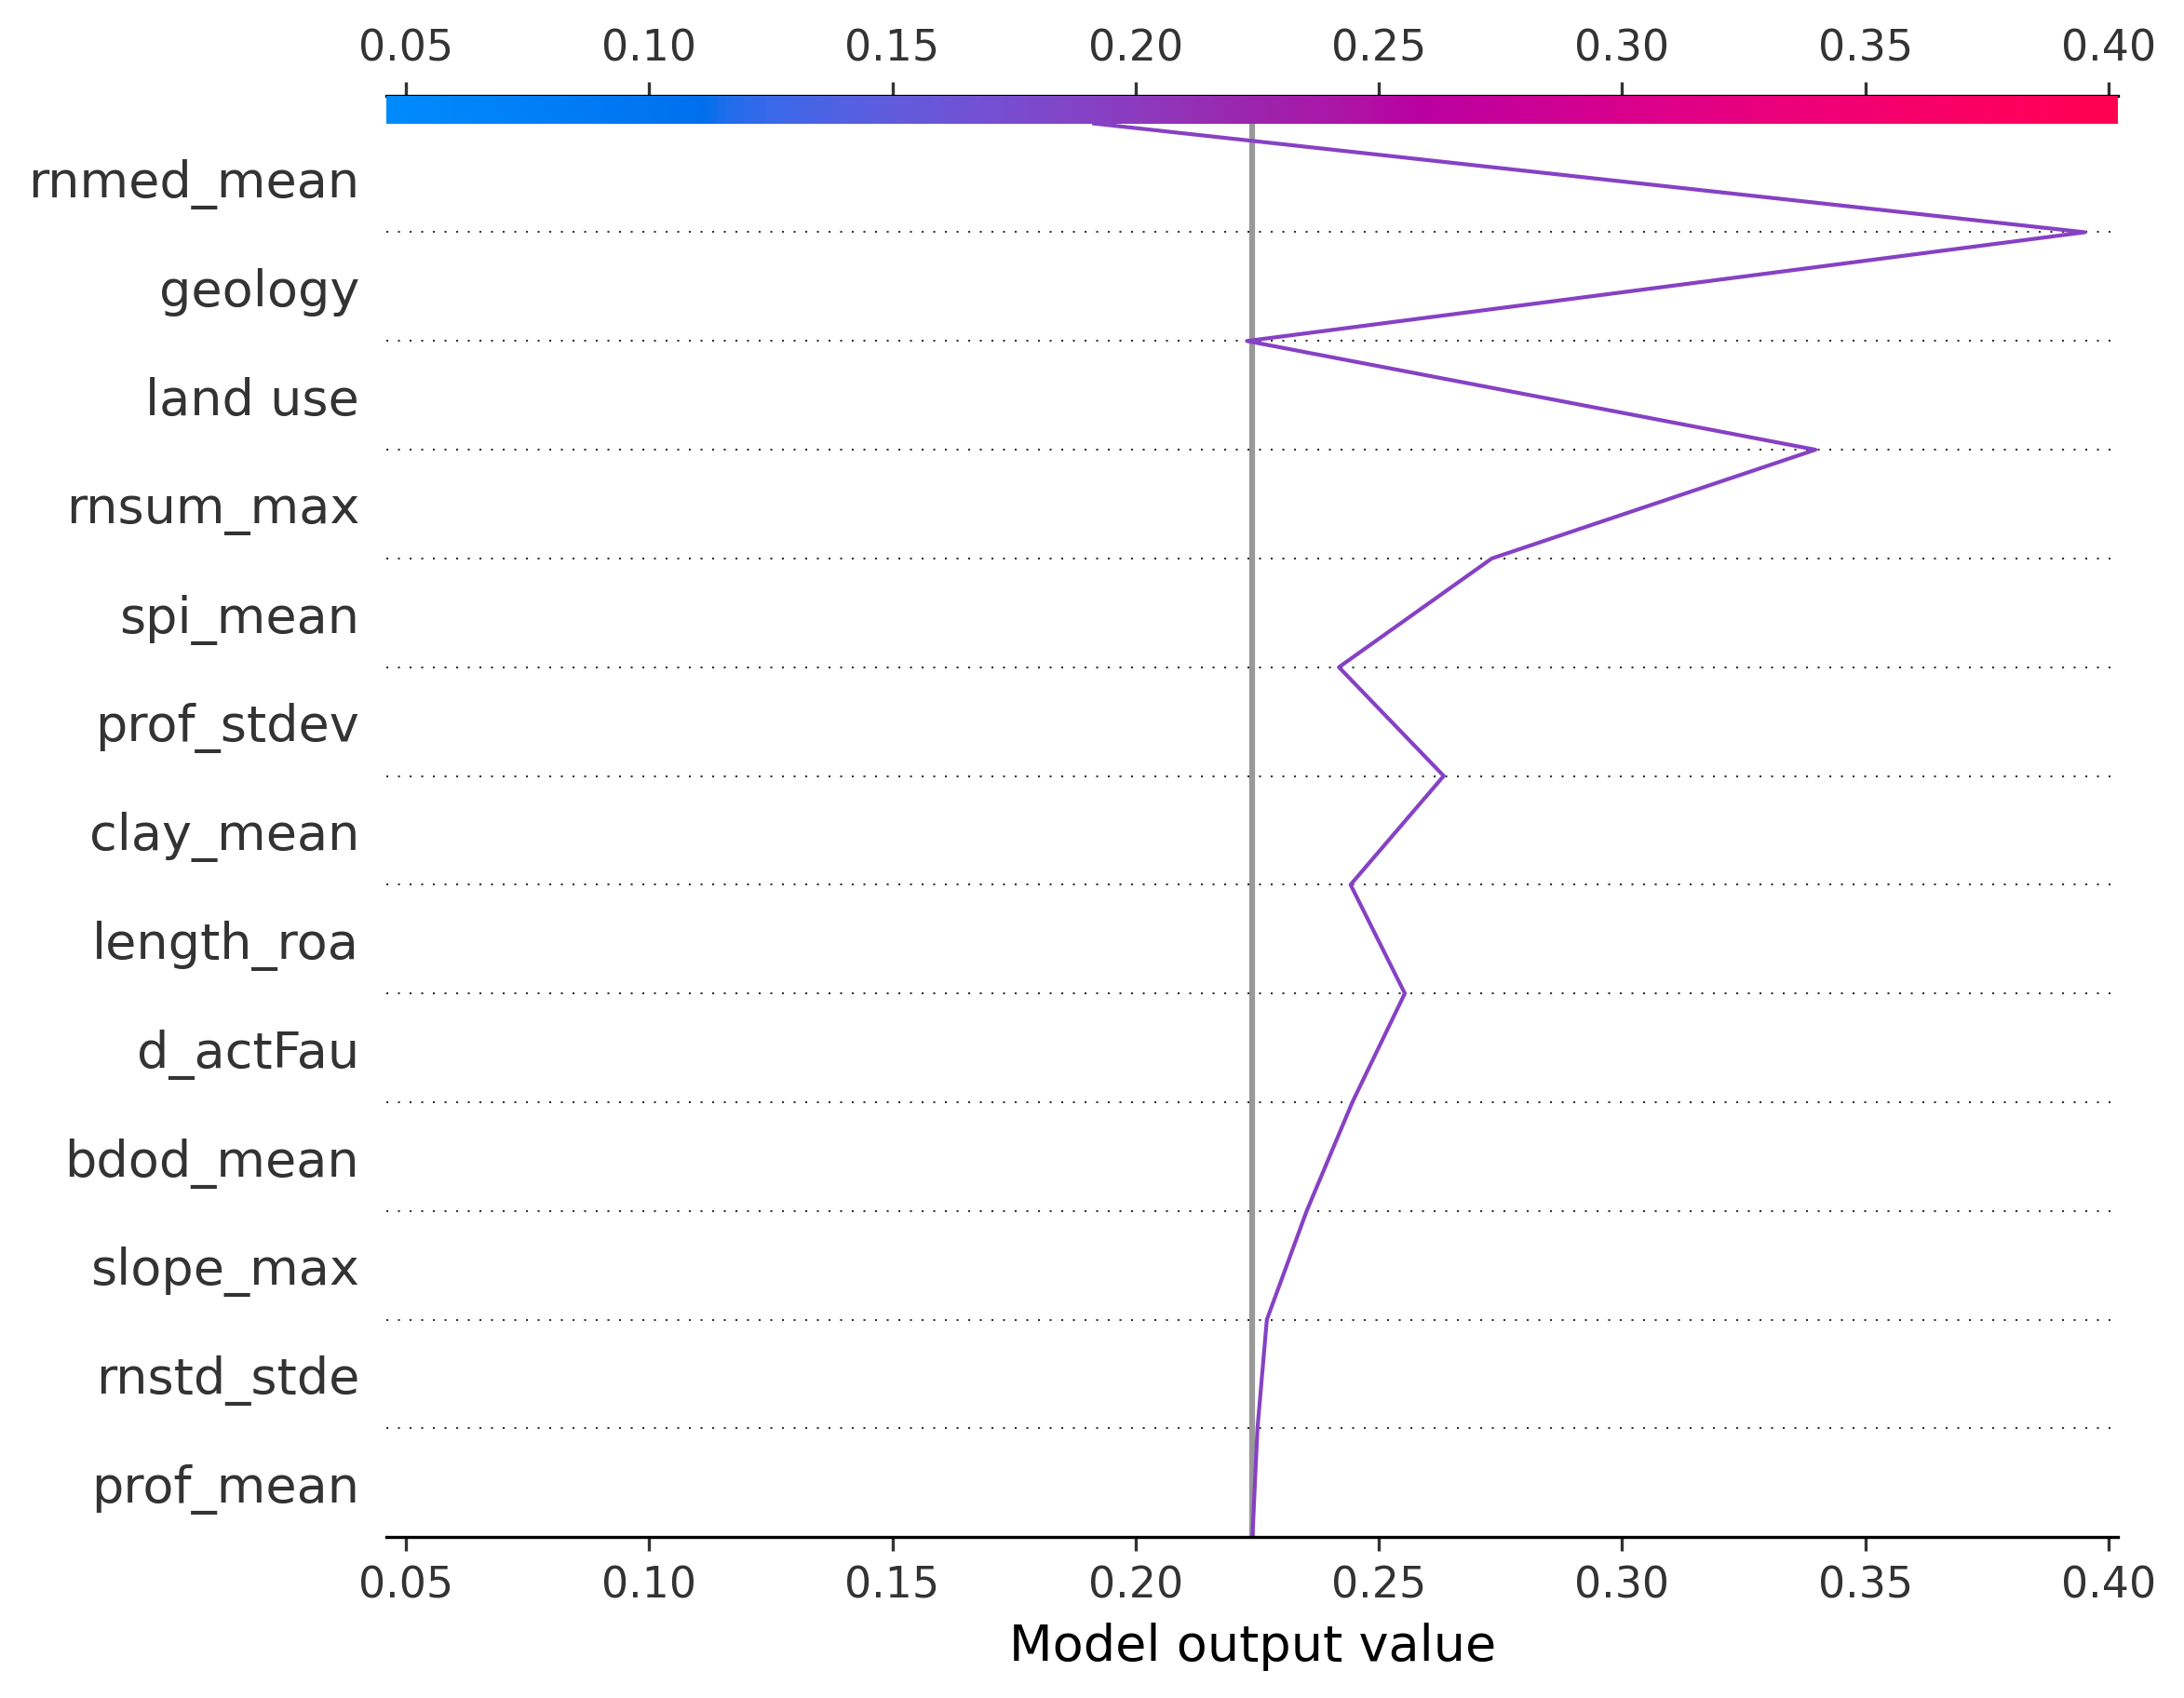 0.05 0.10 0.15 0.20 0.25 0.30 0.35 0.40
rnmed_mean
geology
land use
rnsum_max
spi_mean
prof_stdev
clay_mean
length_roa
d_actFau
bdod_mean
slope_max
rnstd_stde
prof_mean
0.05 0.10 0.15 0.20 0.25 0.30 0.35 0.40
Model output value